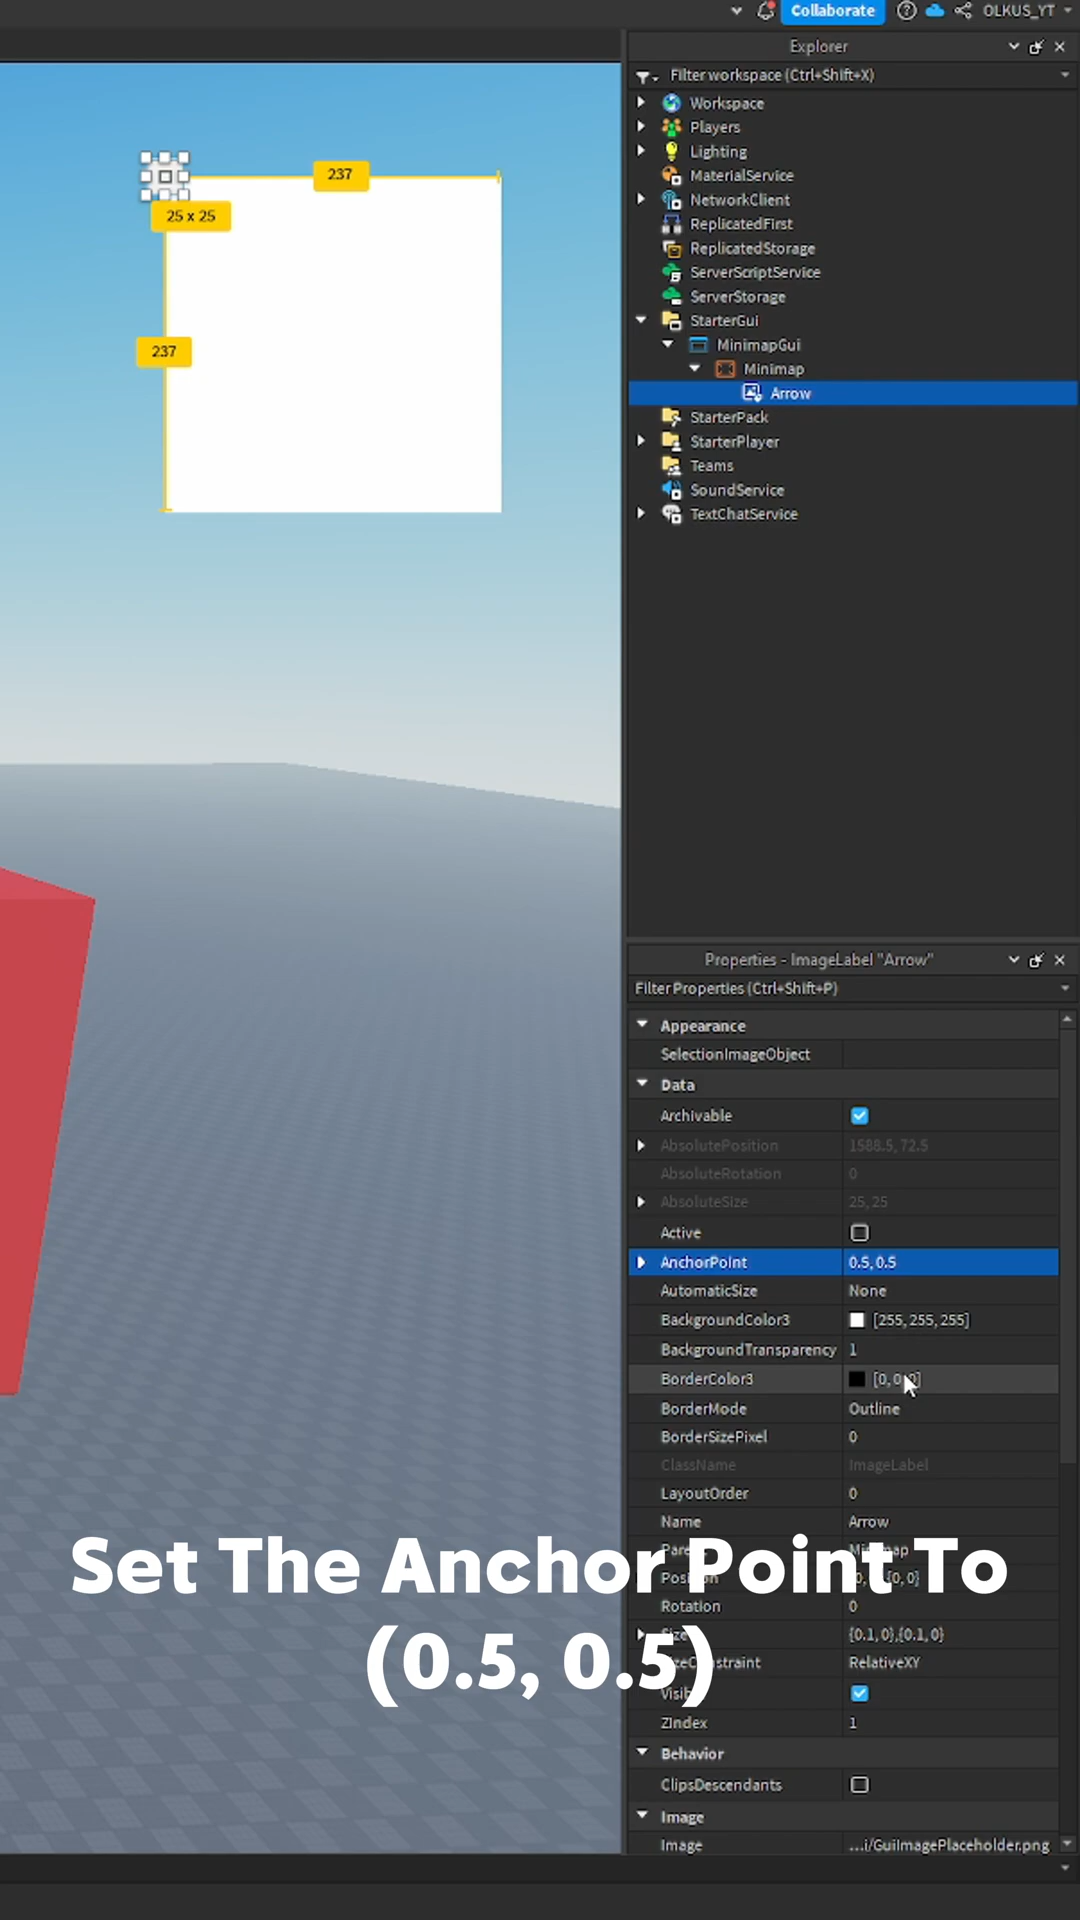 Collaborate
OLKUS_YT
Explorer
Filter workspace (Ctrl+Shift+X)
Workspace
Players
Lighting
MaterialService
NetworkClient
ReplicatedFirst
ReplicatedStorage
ServerScriptService
ServerStorage
StarterGui
MinimapGui
Minimap
Arrow
StarterPack
StarterPlayer
Teams
SoundService
TextChatService
237
25 x 25
237
Properties - ImageLabel "Arrow"
Filter Properties (Ctrl+Shift+P)
Appearance
SelectionImageObject
Data
Archivable
AbsolutePosition 1588.5, 72.5
AbsoluteRotation 0
AbsoluteSize 25, 25
Active
AnchorPoint 0.5, 0.5
AutomaticSize None
BackgroundColor3 [255, 255, 255]
BackgroundTransparency 1
BorderColor3 [0, 0, 0]
BorderMode Outline
BorderSizePixel 0
ClassName ImageLabel
LayoutOrder 0
Name Arrow
Rotation 0
{0.1, 0},{0.1, 0}
RelativeXY
ZIndex 1
Behavior
ClipsDescendants
Image
Image ...i/GuiImagePlaceholder.png
Set The Anchor Point To
(0.5, 0.5)